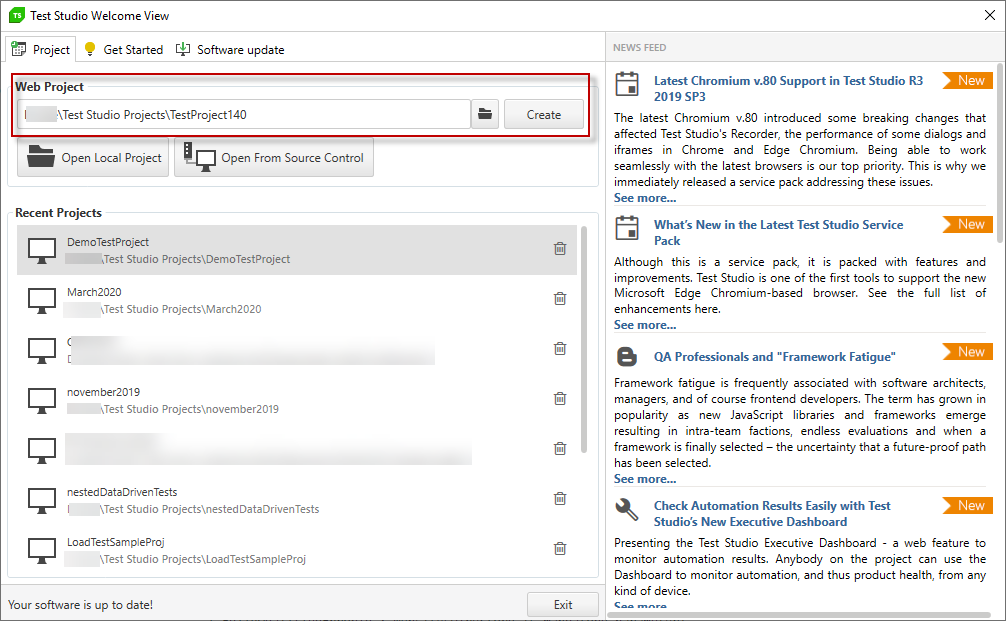 TS Test Studio Welcome View
Project Get Started Software update
Web Project
\Test Studio Projects\TestProject140
Create
Open Local Project
Open From Source Control
Recent Projects
DemoTestProject
\Test Studio Projects\DemoTestProject
March2020
\Test Studio Projects\March2020
november2019
\Test Studio Projects\november2019
nestedDataDrivenTests
\Test Studio Projects\nestedDataDrivenTests
LoadTestSampleProj
\Test Studio Projects\LoadTestSampleProj
Your software is up to date!
Exit
NEWS FEED
Latest Chromium v.80 Support in Test Studio R3
2019 SP3
New
The latest Chromium v.80 introduced some breaking changes that
affected Test Studio's Recorder, the performance of some dialogs and
iframes in Chrome and Edge Chromium. Being able to work
seamlessly with the latest browsers is our top priority. This is why we
immediately released a service pack addressing these issues.
See more...
What's New in the Latest Test Studio Service
Pack
New
Although this is a service pack, it is packed with features and
improvements. Test Studio is one of the first tools to support the new
Microsoft Edge Chromium-based browser. See the full list of
enhancements here.
See more...
QA Professionals and "Framework Fatigue"
New
Framework fatigue is frequently associated with software architects,
managers, and of course frontend developers. The term has grown in
popularity as new JavaScript libraries and frameworks emerge
resulting in intra-team factions, endless evaluations and when a
framework is finally selected – the uncertainty that a future-proof path
has been selected.
See more...
Check Automation Results Easily with Test
Studio's New Executive Dashboard
New
Presenting the Test Studio Executive Dashboard - a web feature to
monitor automation results. Anybody on the project can use the
Dashboard to monitor automation, and thus product health, from any
kind of device.
See more